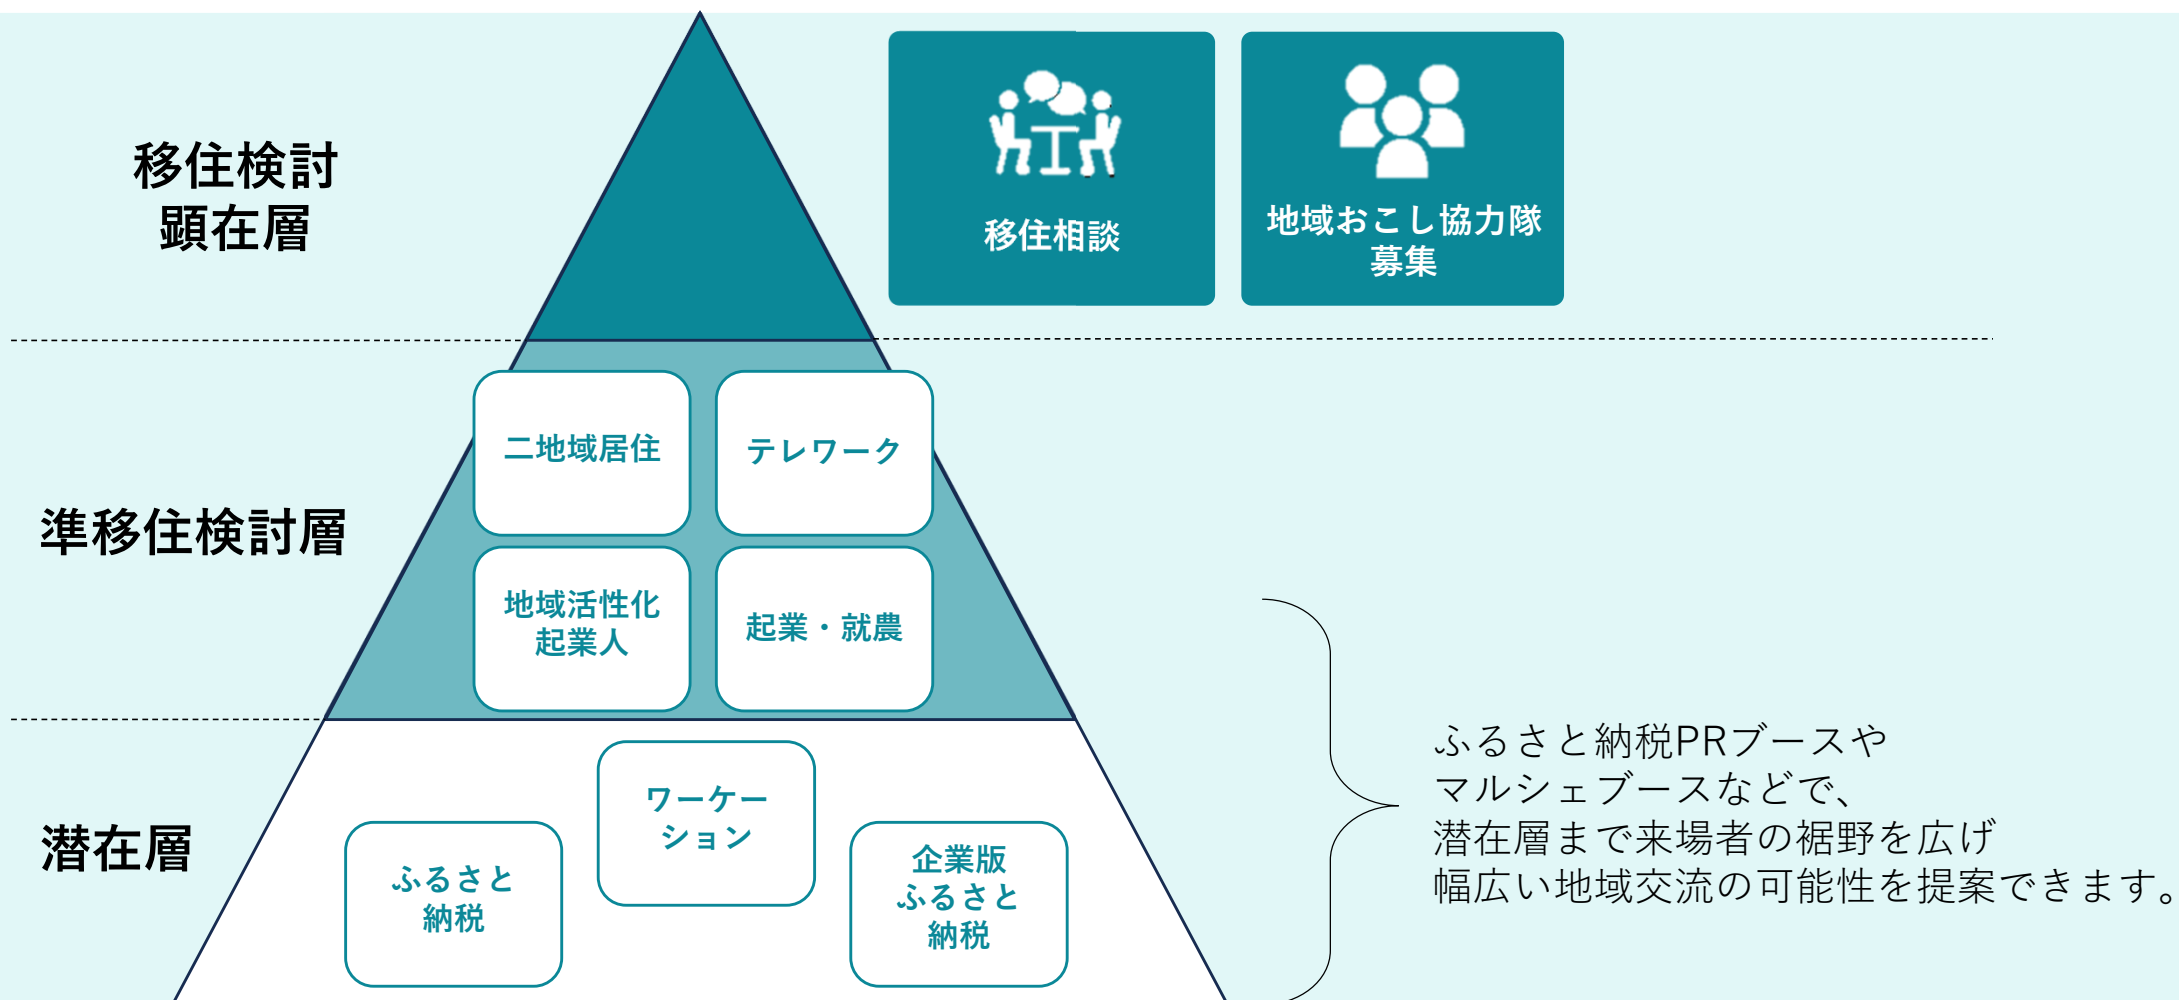 移住検討
顕在層
移住相談
地域おこし協力隊
募集
準移住検討層
二地域居住
テレワーク
地域活性化
起業人
起業・就農
潜在層
ワーケー
ション
ふるさと
納税
企業版
ふるさと
納税
ふるさと納税PRブースや
マルシェブースなどで、
潜在層まで来場者の裾野を広げ
幅広い地域交流の可能性を提案できます。